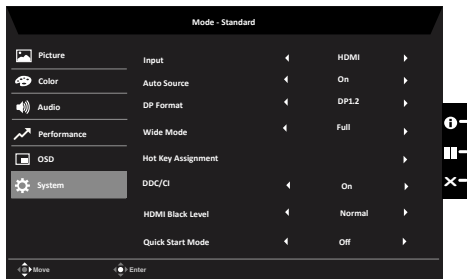 Mode - Standard
Picture
Color
Audio
Performance
OSD
System
Input HDMI
Auto Source On
DP Format DP1.2
Wide Mode Full
Hot Key Assignment
DDC/CI On
HDMI Black Level Normal
Quick Start Mode Off
Move Enter